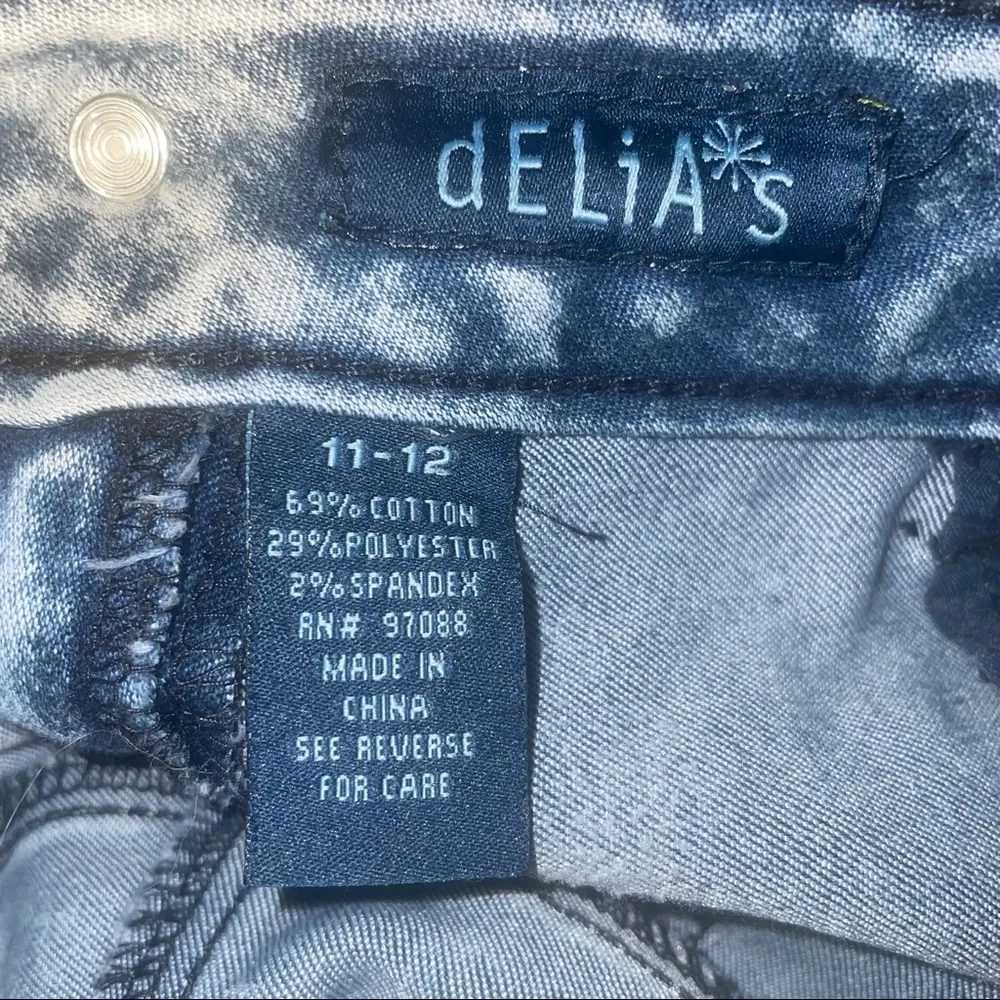 dELiA*s
11-12
69% COTTON
29% POLYESTER
2% SPANDEX
RN# 97088
MADE IN
CHINA
SEE REVERSE
FOR CARE